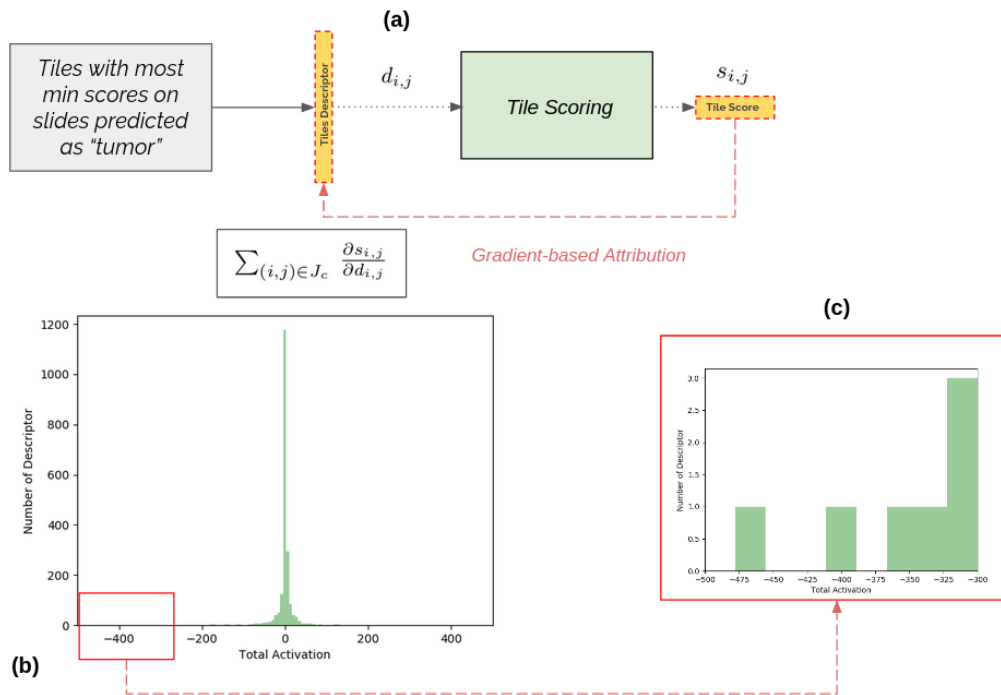 (a)
Tiles with most
min scores on
slides predicted
as “tumor”
Tiles Descriptor
d_{i,j}
Tile Scoring
s_{i,j}
Tile Score
∑_{(i,j)∈J_c} ∂s_{i,j}/∂d_{i,j}
Gradient-based Attribution
(c)
1200
1000
800
600
400
200
0
Number of Descriptor
−400
−200
0
200
400
Total Activation
(b)
3.0
2.5
2.0
1.5
1.0
0.5
0.0
Number of Descriptor
−500
−475
−450
−425
−400
−375
−350
−325
−300
Total Activation